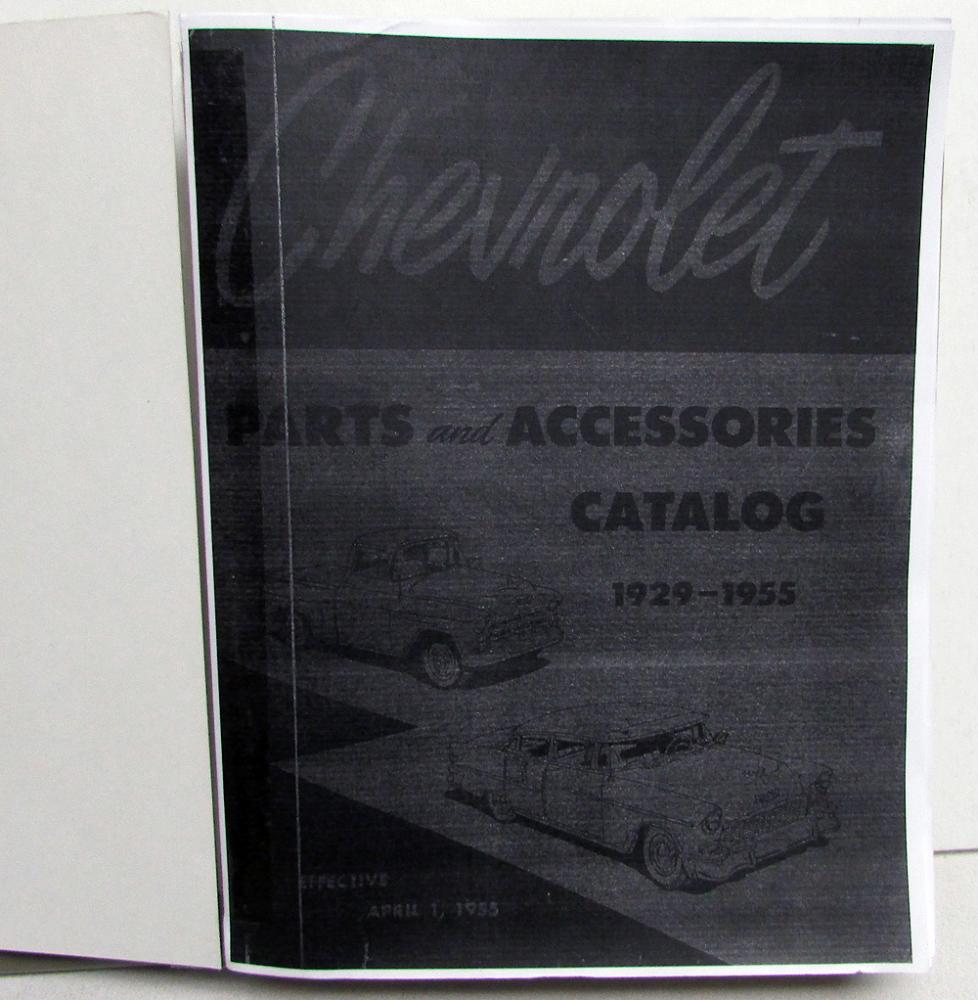 Chevrolet
PARTS and ACCESSORIES
CATALOG
1929-1955
EFFECTIVE
APRIL 1, 1955